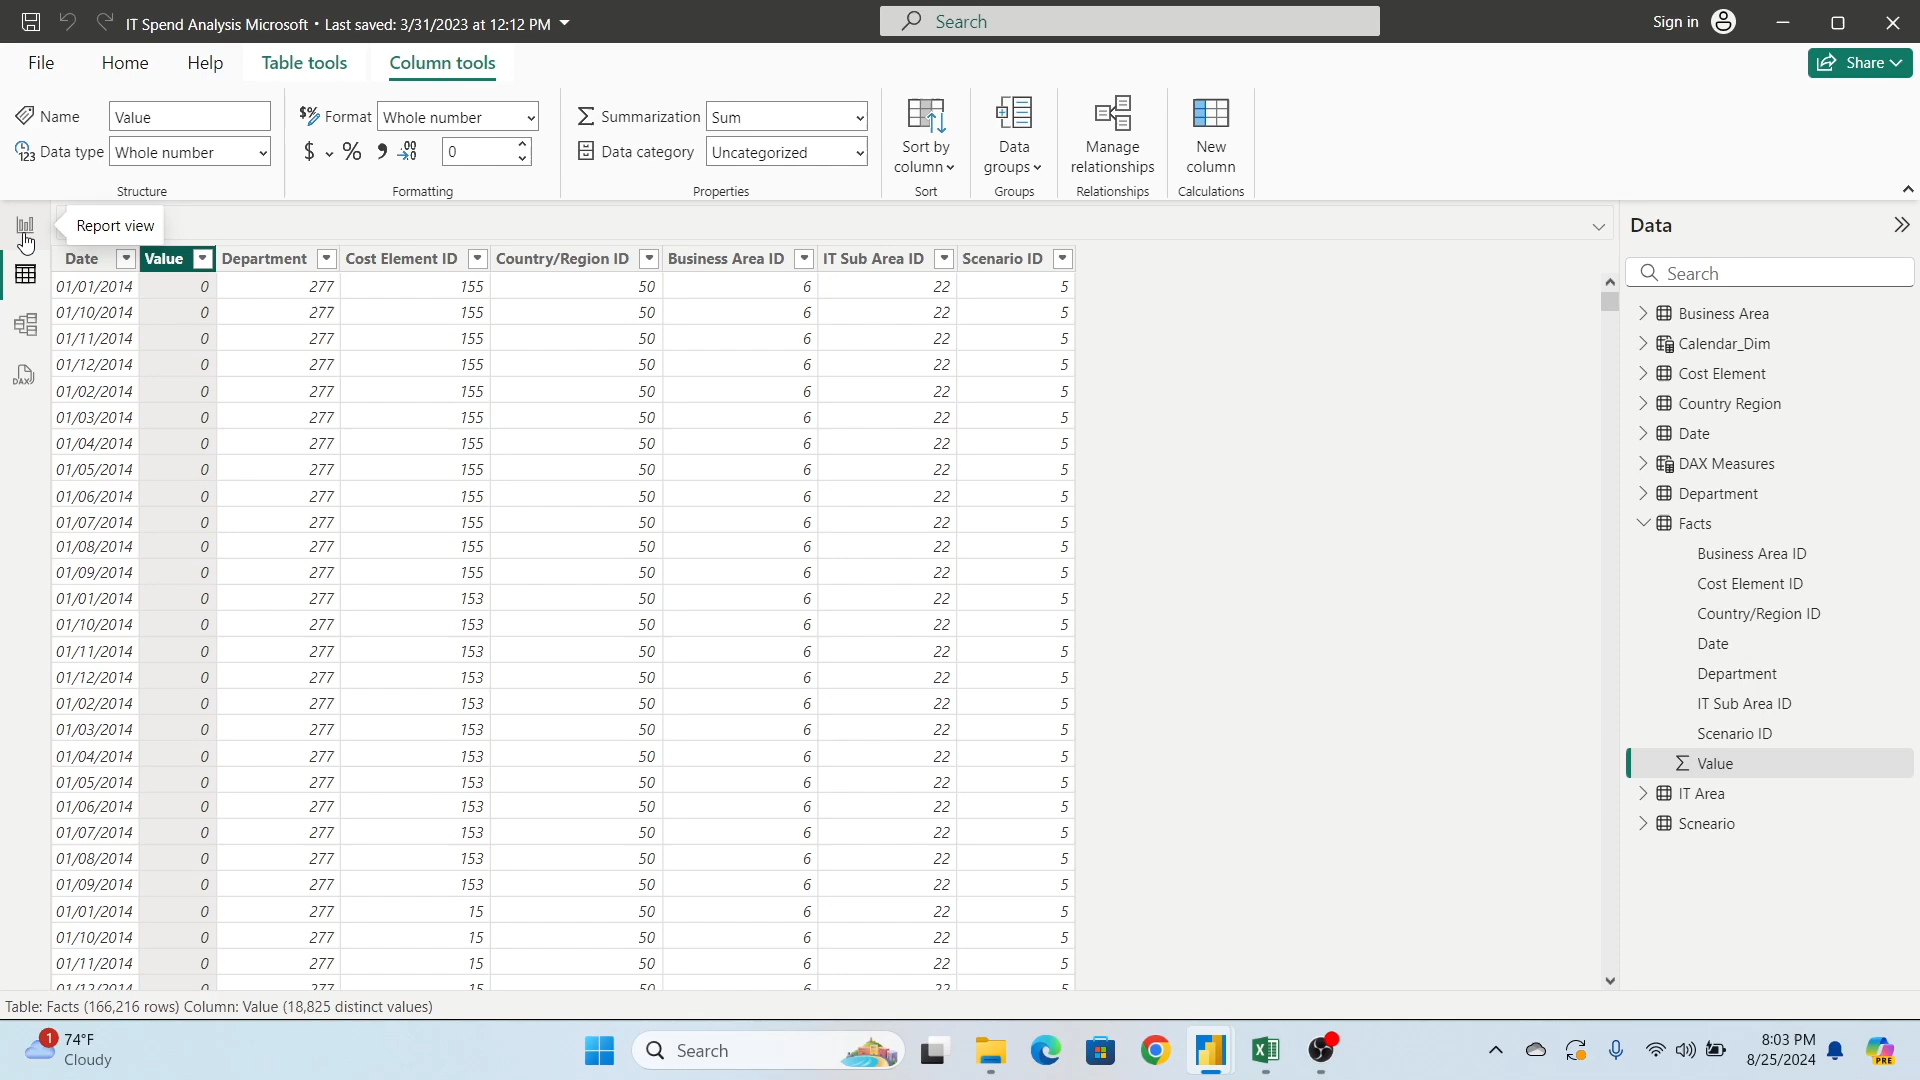 IT Spend Analysis Microsoft • Last saved: 3/31/2023 at 12:12 PM
Search
Sign in
File Home Help Table tools Column tools
Share
Name Value
Data type Whole number
Structure
Format Whole number
$ % 0
Formatting
Summarization Sum
Data category Uncategorized
Properties
Sort by
column
Sort
Data
groups
Groups
Manage
relationships
Relationships
New
column
Calculations
Report view
DAX
Date Value Department Cost Element ID Country/Region ID Business Area ID IT Sub Area ID Scenario ID
01/01/2014 0 277 155 50 6 22 5
01/10/2014 0 277 155 50 6 22 5
01/11/2014 0 277 155 50 6 22 5
01/12/2014 0 277 155 50 6 22 5
01/02/2014 0 277 155 50 6 22 5
01/03/2014 0 277 155 50 6 22 5
01/04/2014 0 277 155 50 6 22 5
01/05/2014 0 277 155 50 6 22 5
01/06/2014 0 277 155 50 6 22 5
01/07/2014 0 277 155 50 6 22 5
01/08/2014 0 277 155 50 6 22 5
01/09/2014 0 277 155 50 6 22 5
01/01/2014 0 277 153 50 6 22 5
01/10/2014 0 277 153 50 6 22 5
01/11/2014 0 277 153 50 6 22 5
01/12/2014 0 277 153 50 6 22 5
01/02/2014 0 277 153 50 6 22 5
01/03/2014 0 277 153 50 6 22 5
01/04/2014 0 277 153 50 6 22 5
01/05/2014 0 277 153 50 6 22 5
01/06/2014 0 277 153 50 6 22 5
01/07/2014 0 277 153 50 6 22 5
01/08/2014 0 277 153 50 6 22 5
01/09/2014 0 277 153 50 6 22 5
01/01/2014 0 277 15 50 6 22 5
01/10/2014 0 277 15 50 6 22 5
01/11/2014 0 277 15 50 6 22 5
01/12/2014 0 277 15 50 6 22 5
Data
Search
Business Area
Calendar_Dim
Cost Element
Country Region
Date
DAX Measures
Department
Facts
Business Area ID
Cost Element ID
Country/Region ID
Date
Department
IT Sub Area ID
Scenario ID
Value
IT Area
Scneario
Table: Facts (166,216 rows) Column: Value (18,825 distinct values)
1
74°F
Cloudy
Search
8:03 PM
8/25/2024
PRE